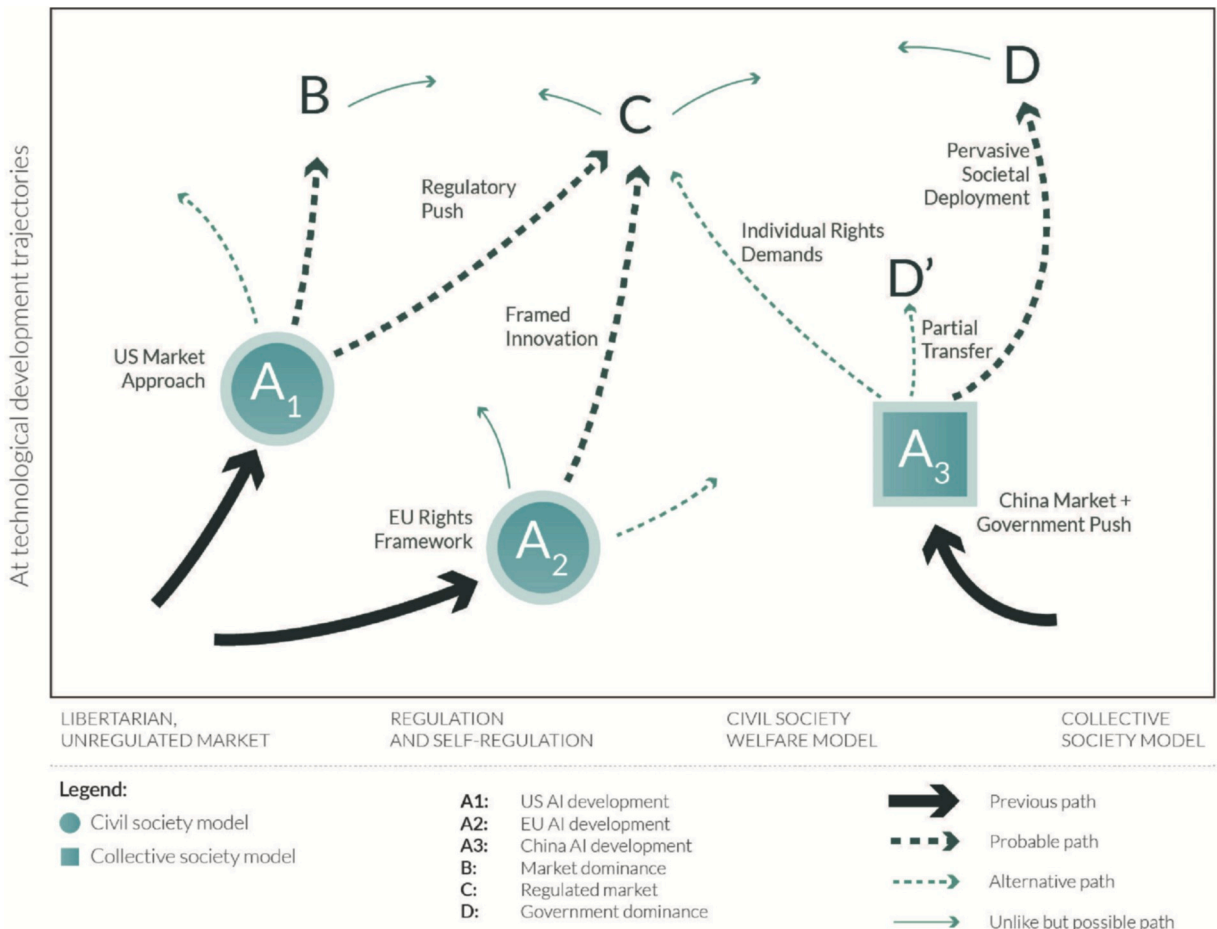 At technological development trajectories
B
C
D
Regulatory
Push
Pervasive
Societal
Deployment
Individual Rights
Demands
D’
Framed
Innovation
Partial
Transfer
US Market
Approach
A1
A3
EU Rights
Framework
A2
China Market +
Government Push
LIBERTARIAN,
UNREGULATED MARKET
REGULATION
AND SELF-REGULATION
CIVIL SOCIETY
WELFARE MODEL
COLLECTIVE
SOCIETY MODEL
Legend:
Civil society model
Collective society model
A1: US AI development
A2: EU AI development
A3: China AI development
B: Market dominance
C: Regulated market
D: Government dominance
Previous path
Probable path
Alternative path
Unlike but possible path